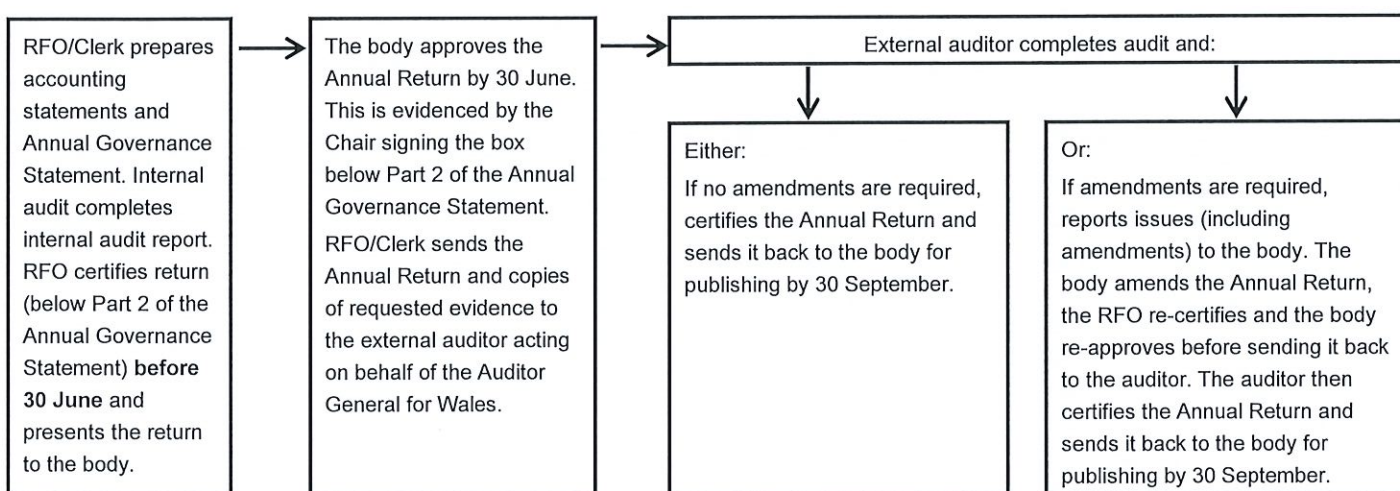 RFO/Clerk prepares
accounting
statements and
Annual Governance
Statement. Internal
audit completes
internal audit report.
RFO certifies return
(below Part 2 of the
Annual Governance
Statement) before
30 June and
presents the return
to the body.
The body approves the
Annual Return by 30 June.
This is evidenced by the
Chair signing the box
below Part 2 of the Annual
Governance Statement.
RFO/Clerk sends the
Annual Return and copies
of requested evidence to
the external auditor acting
on behalf of the Auditor
General for Wales.
External auditor completes audit and:
Either:
If no amendments are required,
certifies the Annual Return and
sends it back to the body for
publishing by 30 September.
Or:
If amendments are required,
reports issues (including
amendments) to the body. The
body amends the Annual Return,
the RFO re-certifies and the body
re-approves before sending it back
to the auditor. The auditor then
certifies the Annual Return and
sends it back to the body for
publishing by 30 September.